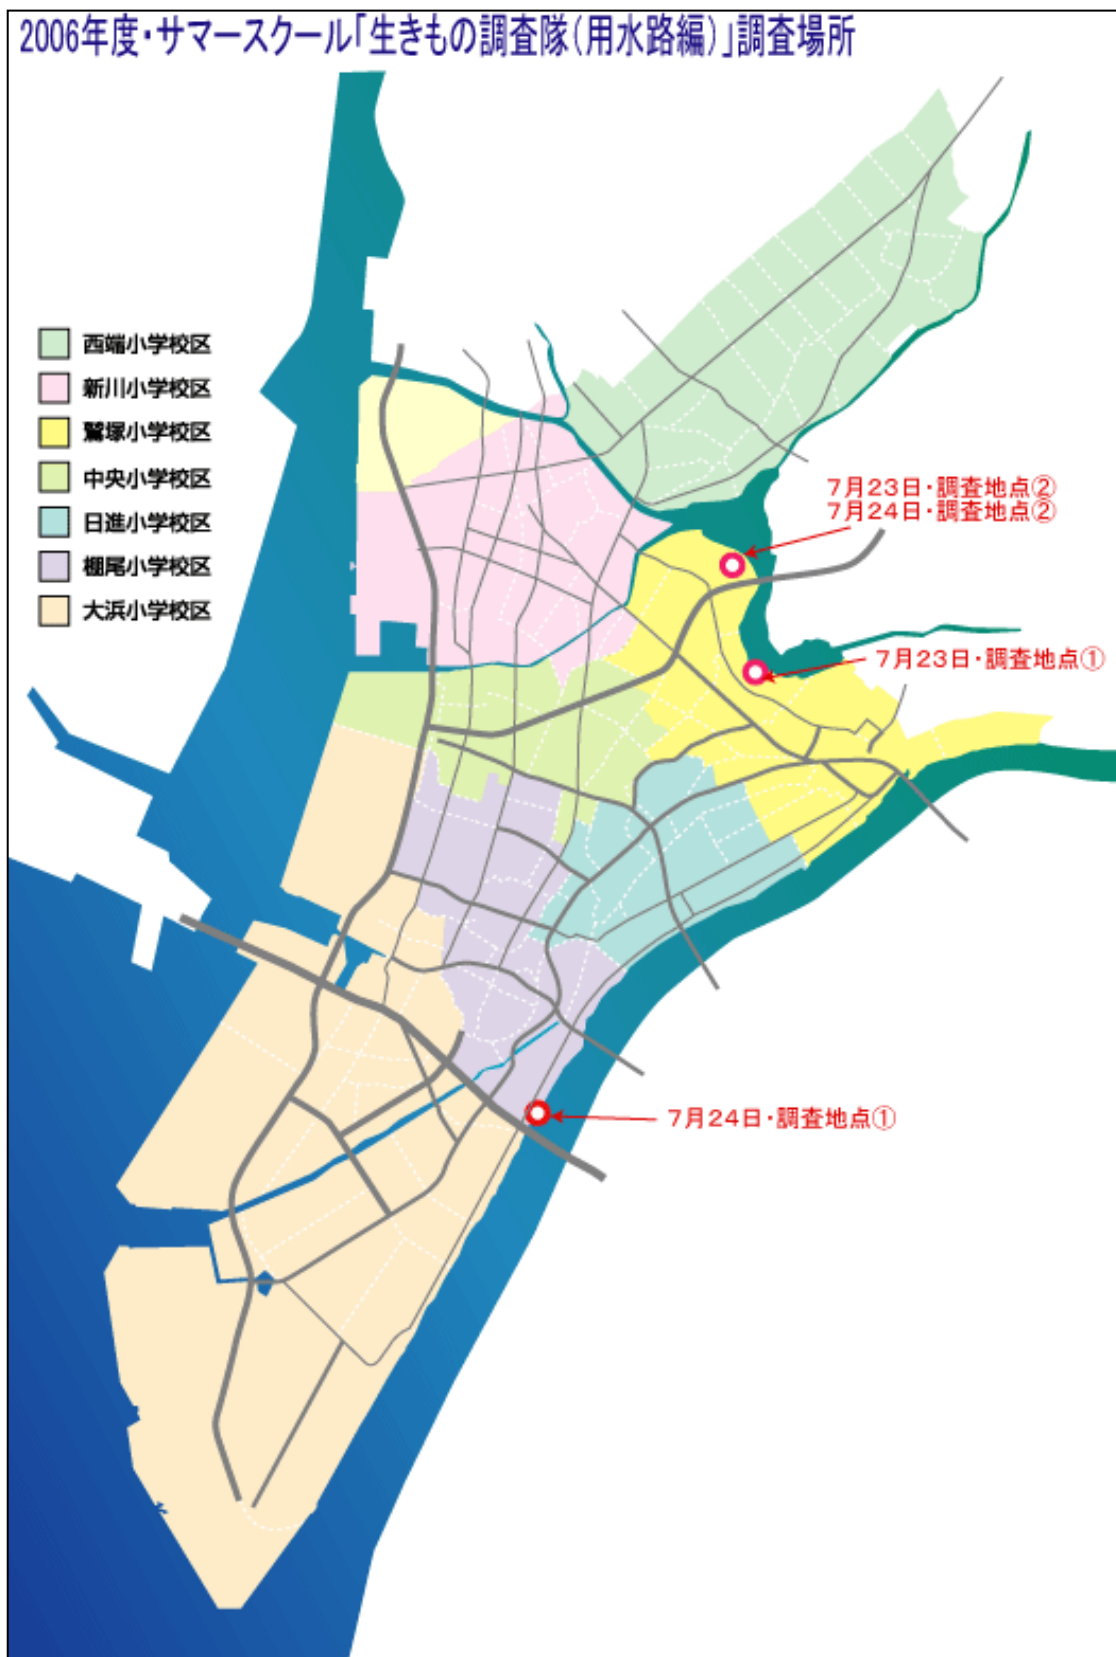 2006年度・サマースクール「生きもの調査隊（用水路編）」調査場所
西端小学校区
新川小学校区
鷲塚小学校区
中央小学校区
日進小学校区
棚尾小学校区
大浜小学校区
7月23日・調査地点②
7月24日・調査地点②
7月23日・調査地点①
7月24日・調査地点①